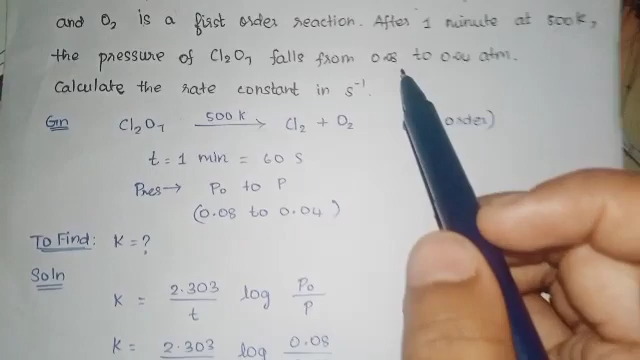 and O₂ is a first order reaction. After 1 minute at 500K,
the pressure of Cl₂O₇ falls from 0.08 to 0.04 atm.
Calculate the rate constant in s⁻¹.
Gn Cl₂O₇ 500 K → Cl₂ + O₂ order)
t = 1 min = 60 S
Pres → P₀ to P
(0.08 to 0.04)
To Find: K = ?
Soln
K = 2.303 / t log P₀ / P
K = 2.303 log 0.08